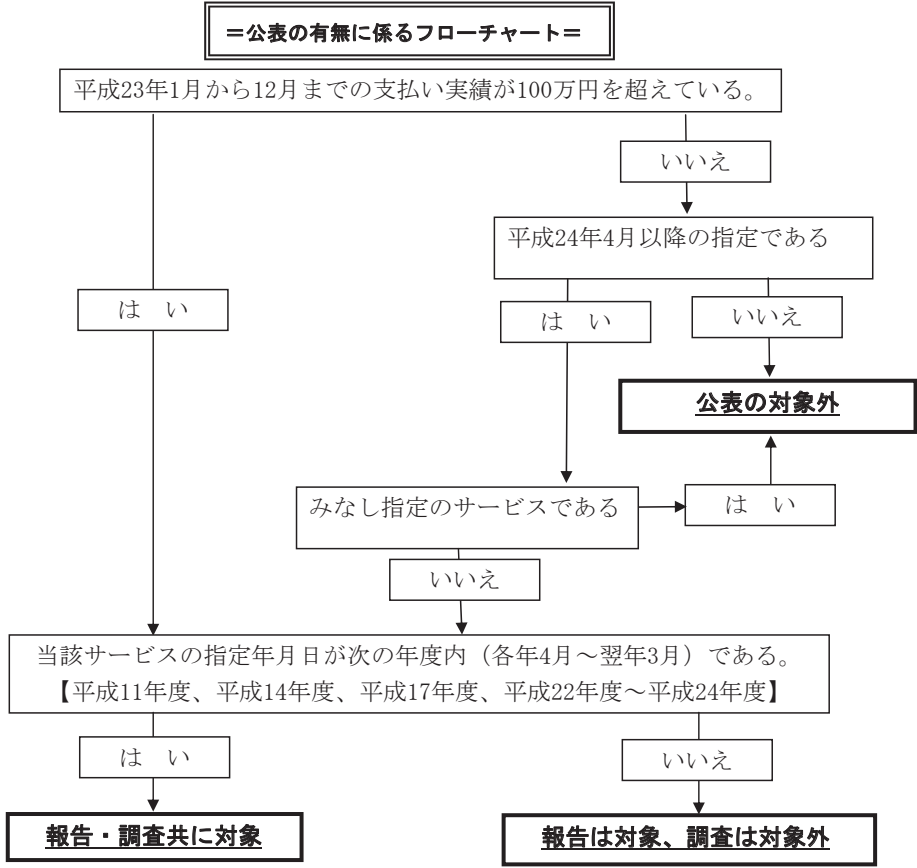 ＝公表の有無に係るフローチャート＝
平成23年1月から12月までの支払い実績が100万円を超えている。
いいえ
平成24年4月以降の指定である
は　い
は　い
いいえ
公表の対象外
みなし指定のサービスである
は　い
いいえ
当該サービスの指定年月日が次の年度内（各年4月～翌年3月）である。
【平成11年度、平成14年度、平成17年度、平成22年度～平成24年度】
は　い
いいえ
報告・調査共に対象
報告は対象、調査は対象外